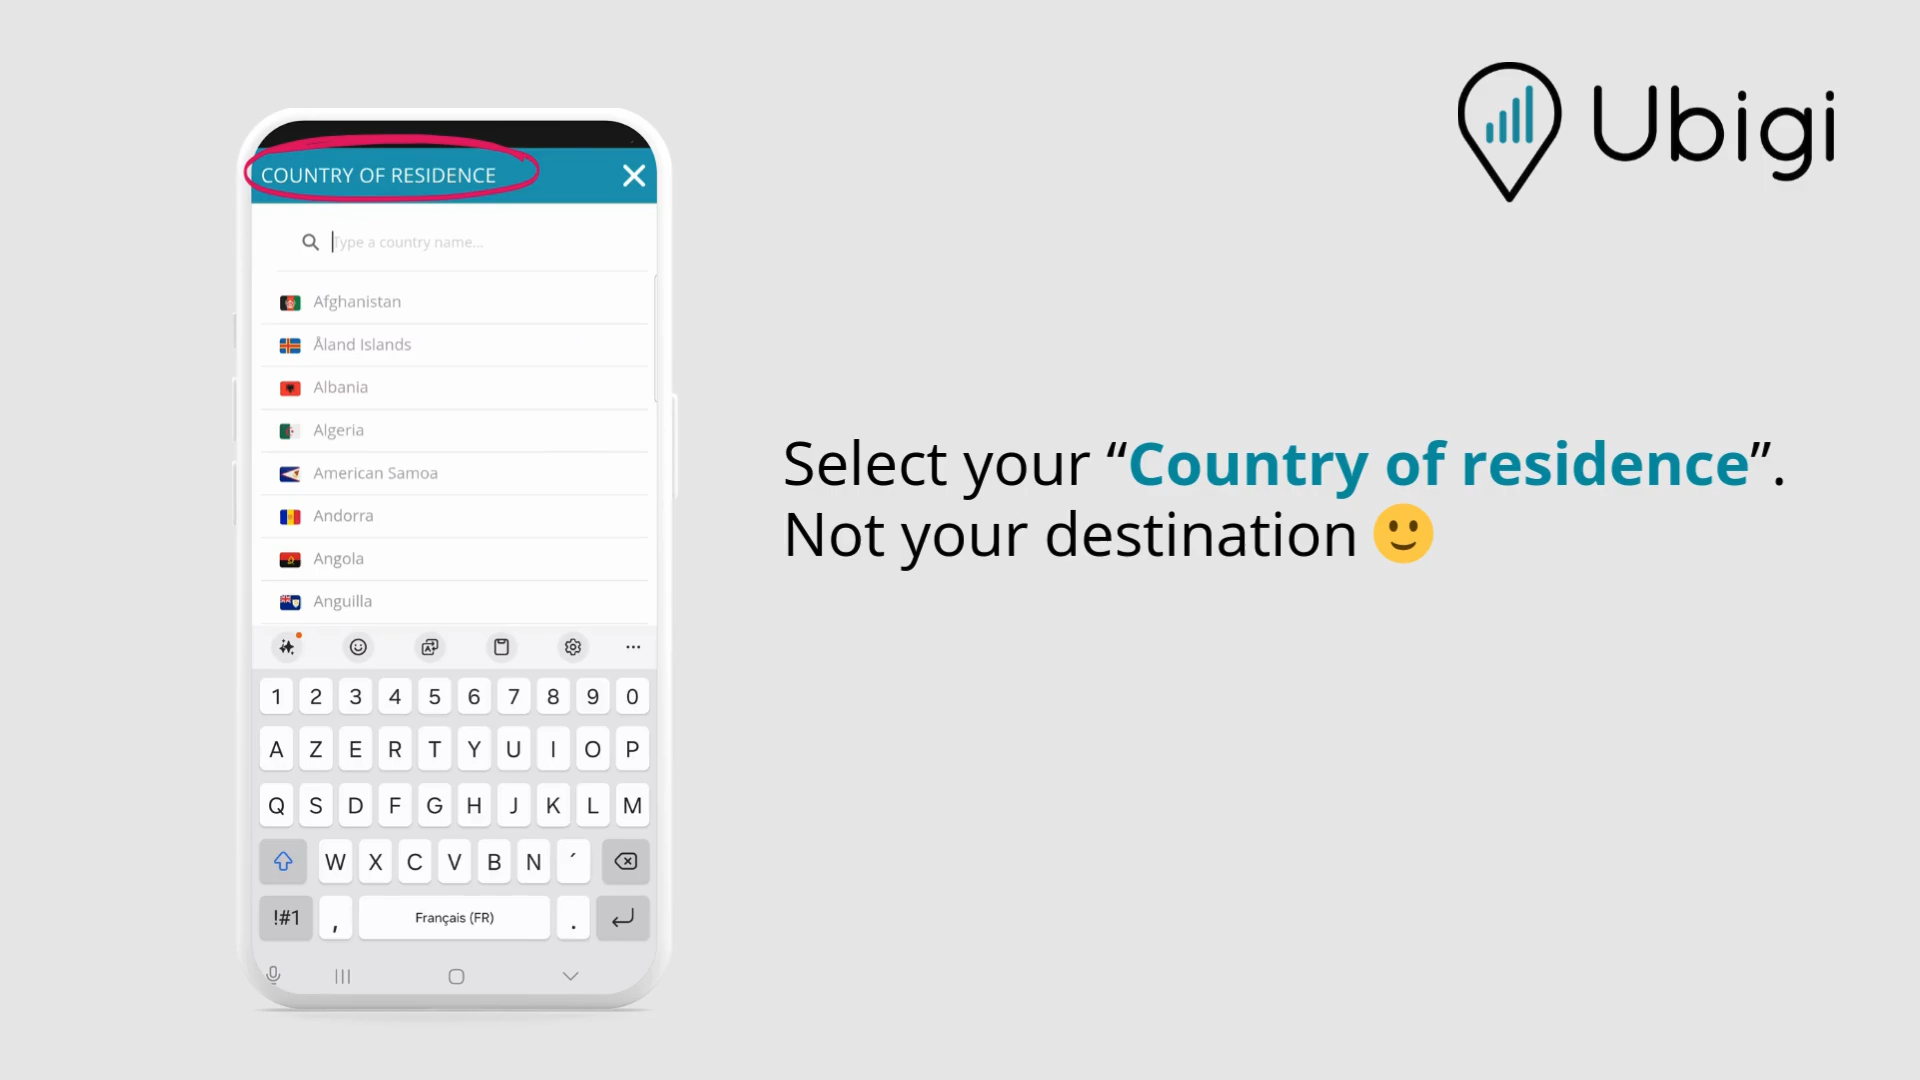 Ubigi
COUNTRY OF RESIDENCE
Type a country name...
Afghanistan
Åland Islands
Albania
Algeria
American Samoa
Andorra
Angola
Anguilla
1 2 3 4 5 6 7 8 9 0
A Z E R T Y U I O P
Q S D F G H J K L M
W X C V B N ´
!#1 , Français (FR) .
Select your “Country of residence”.
Not your destination 🙂